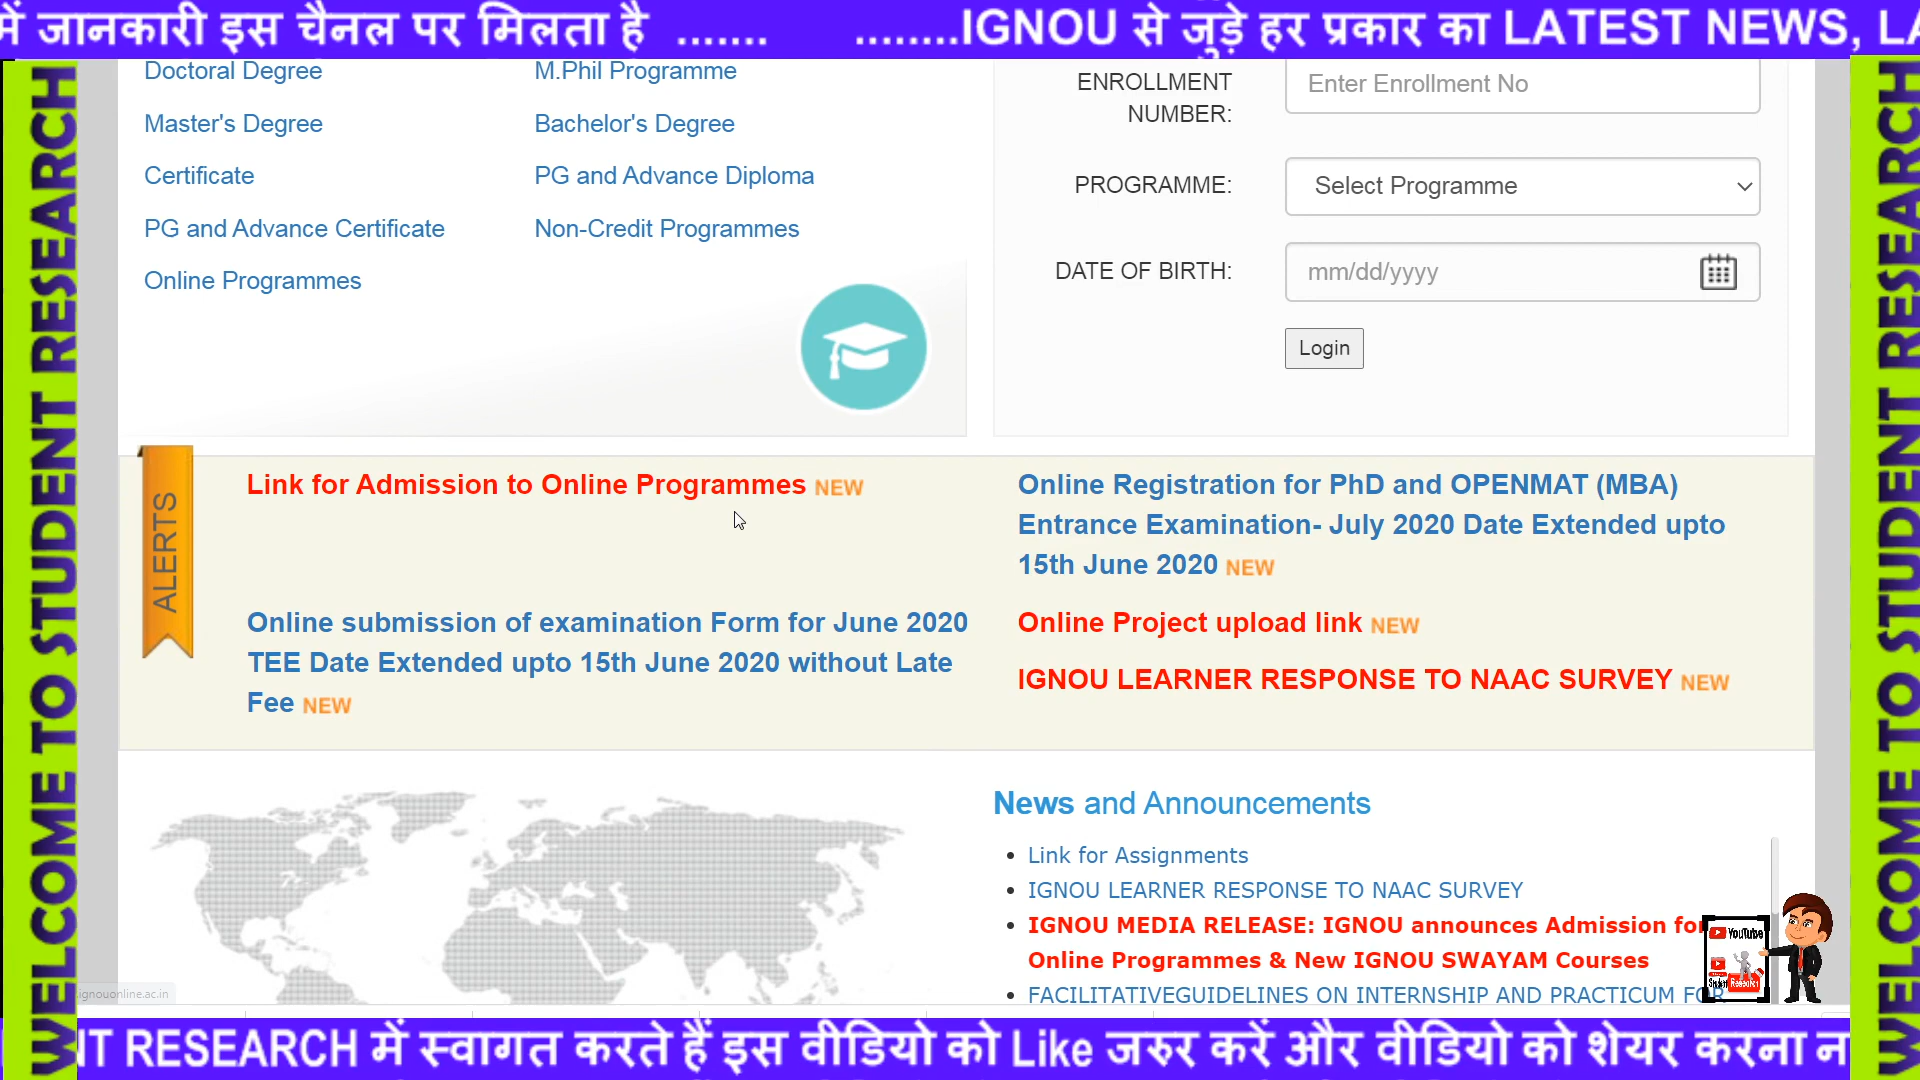 में जानकारी इस चैनल पर मिलता है ....... ........IGNOU से जुड़े हर प्रकार का LATEST NEWS, LA
WELCOME TO STUDENT RESEARCH
Doctoral Degree
M.Phil Programme
Master's Degree
Bachelor's Degree
Certificate
PG and Advance Diploma
PG and Advance Certificate
Non-Credit Programmes
Online Programmes
ENROLLMENT
NUMBER:
Enter Enrollment No
PROGRAMME:
Select Programme
DATE OF BIRTH:
mm/dd/yyyy
Login
ALERTS
Link for Admission to Online Programmes NEW
Online Registration for PhD and OPENMAT (MBA)
Entrance Examination- July 2020 Date Extended upto
15th June 2020 NEW
Online submission of examination Form for June 2020
TEE Date Extended upto 15th June 2020 without Late
Fee NEW
Online Project upload link NEW
IGNOU LEARNER RESPONSE TO NAAC SURVEY NEW
News and Announcements
Link for Assignments
IGNOU LEARNER RESPONSE TO NAAC SURVEY
IGNOU MEDIA RELEASE: IGNOU announces Admission for
Online Programmes & New IGNOU SWAYAM Courses
FACILITATIVEGUIDELINES ON INTERNSHIP AND PRACTICUM FOR
YouTube
Student Research
ignouonline.ac.in
WELCOME TO STUDENT RESEARCH
NT RESEARCH में स्वागत करते हैं इस वीडियो को Like जरुर करें और वीडियो को शेयर करना न